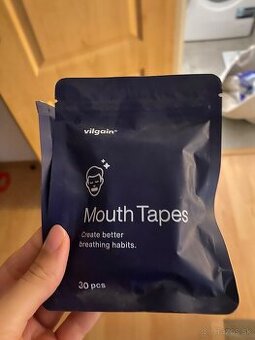 vilgain
Mouth Tapes
Create better
breathing habits.
30 pcs